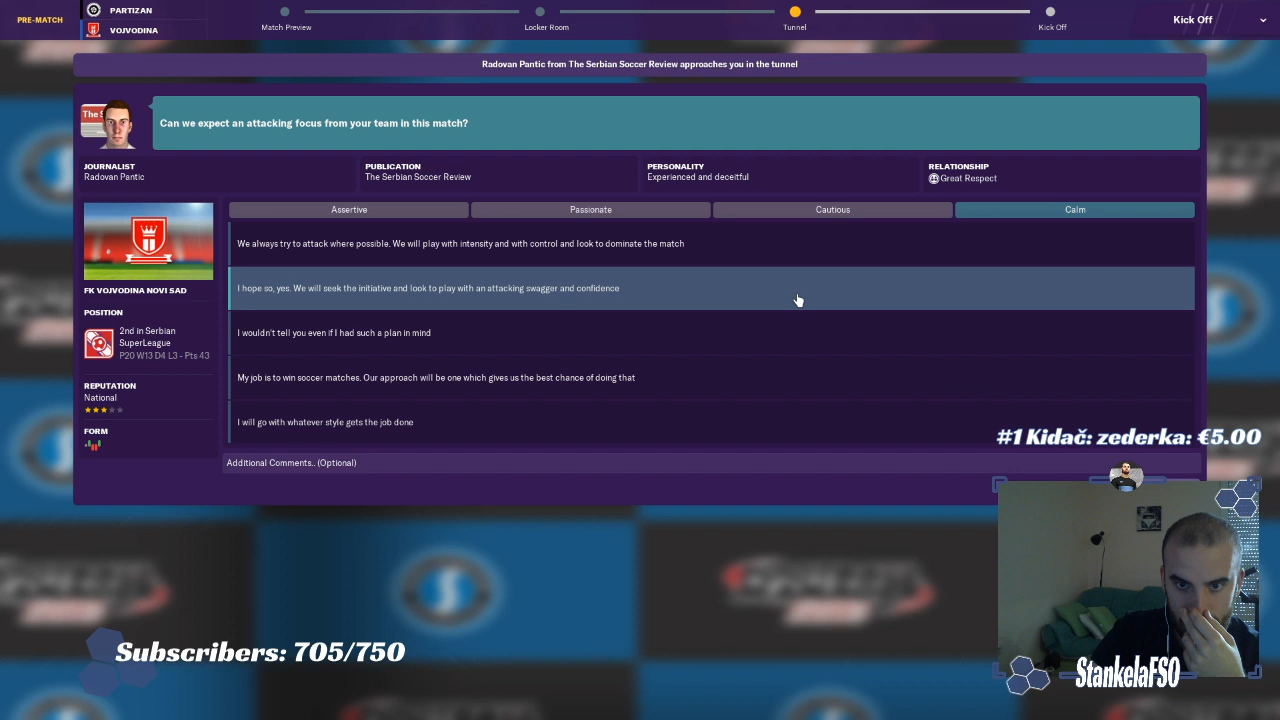 PRE-MATCH
PARTIZAN
VOJVODINA
Match Preview
Locker Room
Tunnel
Kick Off
Kick Off
Radovan Pantic from The Serbian Soccer Review approaches you in the tunnel
The S
Can we expect an attacking focus from your team in this match?
JOURNALIST
Radovan Pantic
PUBLICATION
The Serbian Soccer Review
PERSONALITY
Experienced and deceitful
RELATIONSHIP
Great Respect
Assertive
Passionate
Cautious
Calm
We always try to attack where possible. We will play with intensity and with control and look to dominate the match
I hope so, yes. We will seek the initiative and look to play with an attacking swagger and confidence
I wouldn't tell you even if I had such a plan in mind
My job is to win soccer matches. Our approach will be one which gives us the best chance of doing that
I will go with whatever style gets the job done
Additional Comments.. (Optional)
FK VOJVODINA NOVI SAD
POSITION
2nd in Serbian
SuperLeague
P20 W13 D4 L3 - Pts 43
REPUTATION
National
FORM
#1 Kidač: zederka: €5.00
Subscribers: 705/750
StankelaFSO